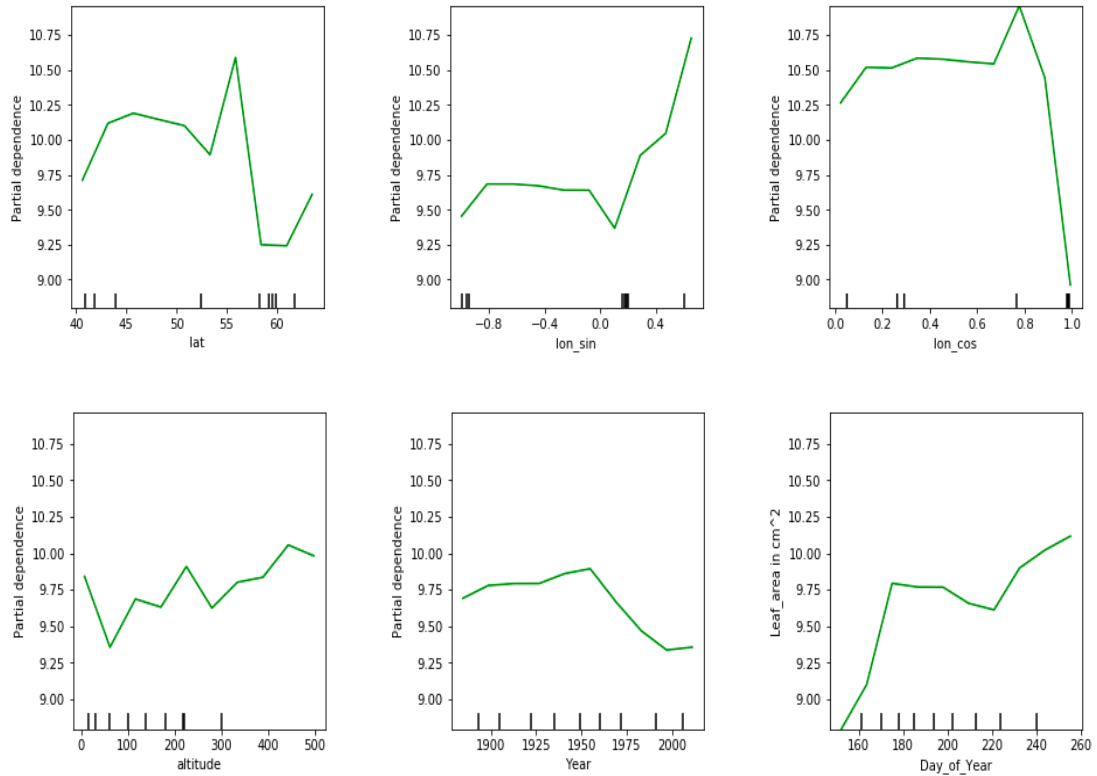 Partial dependence
10.75
10.50
10.25
10.00
9.75
9.50
9.25
9.00
40 45 50 55 60
lat
Partial dependence
10.75
10.50
10.25
10.00
9.75
9.50
9.25
9.00
−0.8 −0.4 0.0 0.4
lon_sin
Partial dependence
10.75
10.50
10.25
10.00
9.75
9.50
9.25
9.00
0.0 0.2 0.4 0.6 0.8 1.0
lon_cos
Partial dependence
10.75
10.50
10.25
10.00
9.75
9.50
9.25
9.00
0 100 200 300 400 500
altitude
Partial dependence
10.75
10.50
10.25
10.00
9.75
9.50
9.25
9.00
1900 1925 1950 1975 2000
Year
Leaf_area in cm^2
10.75
10.50
10.25
10.00
9.75
9.50
9.25
9.00
160 180 200 220 240 260
Day_of_Year